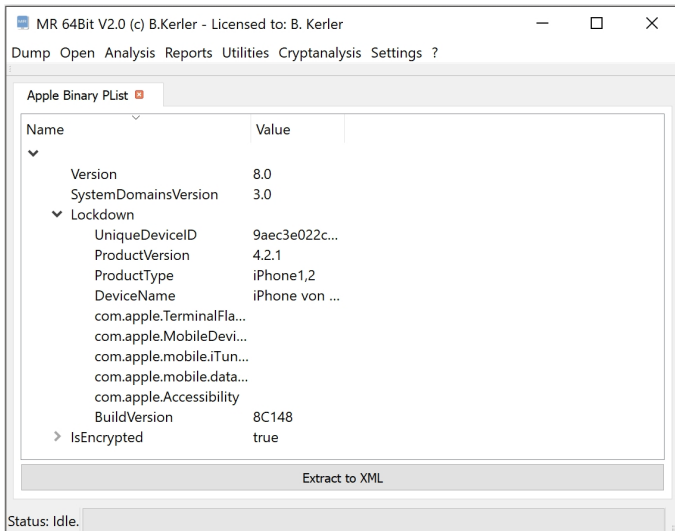 MR 64Bit V2.0 (c) B.Kerler - Licensed to: B. Kerler
Dump Open Analysis Reports Utilities Cryptanalysis Settings ?
Apple Binary PList
Name Value
Version 8.0
SystemDomainsVersion 3.0
Lockdown
UniqueDeviceID 9aec3e022c...
ProductVersion 4.2.1
ProductType iPhone1,2
DeviceName iPhone von ...
com.apple.TerminalFla...
com.apple.MobileDevi...
com.apple.mobile.iTun...
com.apple.mobile.data...
com.apple.Accessibility
BuildVersion 8C148
IsEncrypted true
Extract to XML
Status: Idle.